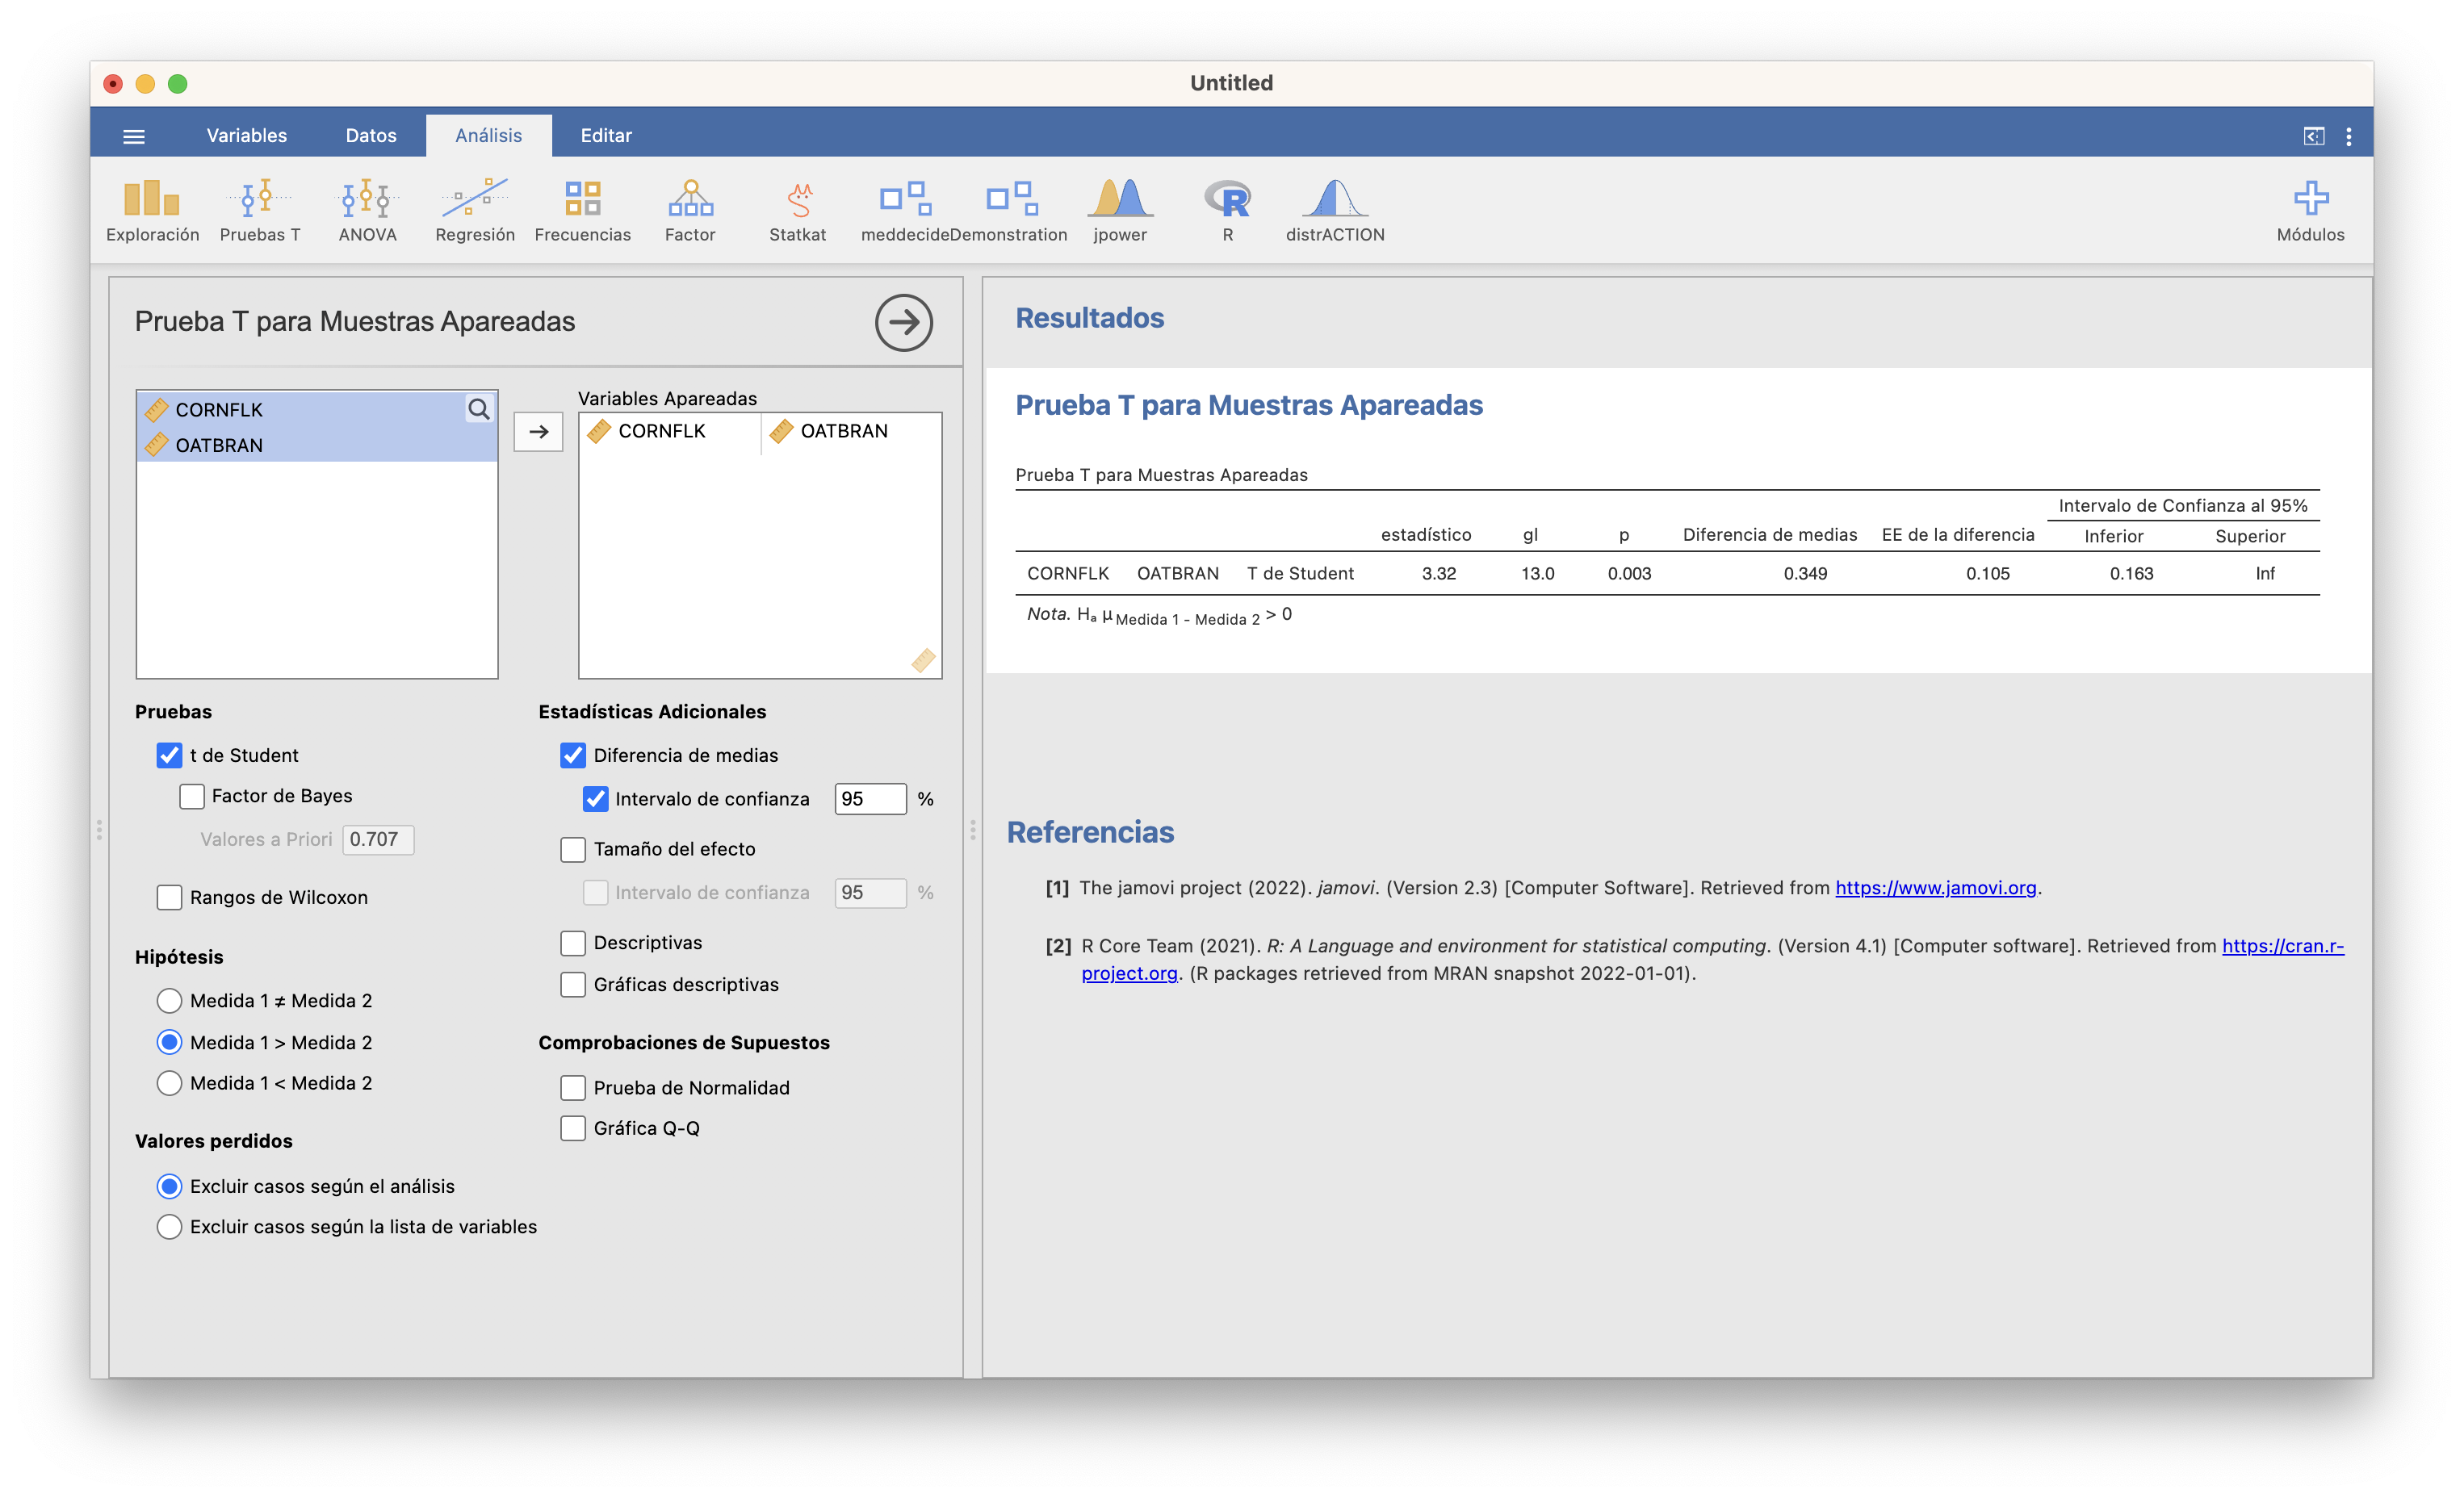 Untitled
Variables Datos Análisis Editar
Exploración Pruebas T ANOVA Regresión Frecuencias Factor Statkat meddecide Demonstration jpower R distrACTION Módulos
Prueba T para Muestras Apareadas
CORNFLK
OATBRAN
Variables Apareadas
CORNFLK OATBRAN
Pruebas
t de Student
Factor de Bayes
Valores a Priori 0.707
Rangos de Wilcoxon
Hipótesis
Medida 1 ≠ Medida 2
Medida 1 > Medida 2
Medida 1 < Medida 2
Valores perdidos
Excluir casos según el análisis
Excluir casos según la lista de variables
Estadísticas Adicionales
Diferencia de medias
Intervalo de confianza 95 %
Tamaño del efecto
Intervalo de confianza 95 %
Descriptivas
Gráficas descriptivas
Comprobaciones de Supuestos
Prueba de Normalidad
Gráfica Q-Q
Resultados
Prueba T para Muestras Apareadas
Prueba T para Muestras Apareadas
Intervalo de Confianza al 95%
estadístico gl p Diferencia de medias EE de la diferencia Inferior Superior
CORNFLK OATBRAN T de Student 3.32 13.0 0.003 0.349 0.105 0.163 Inf
Nota. Hₐ μ Medida 1 - Medida 2 > 0
Referencias
[1] The jamovi project (2022). jamovi. (Version 2.3) [Computer Software]. Retrieved from https://www.jamovi.org.
[2] R Core Team (2021). R: A Language and environment for statistical computing. (Version 4.1) [Computer software]. Retrieved from https://cran.r-
project.org. (R packages retrieved from MRAN snapshot 2022-01-01).